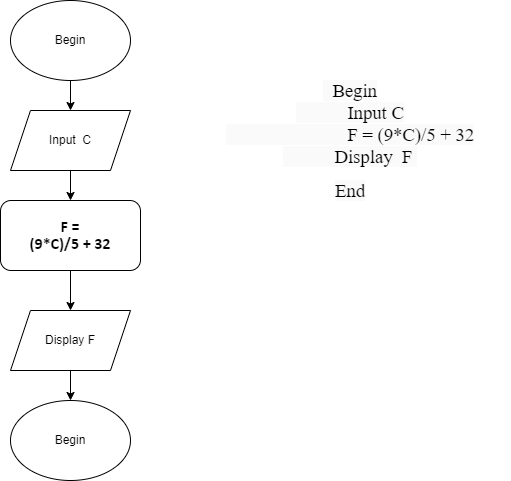 Begin
Input C
F =
(9*C)/5 + 32
Display F
Begin
Begin
Input C
F = (9*C)/5 + 32
Display F
End